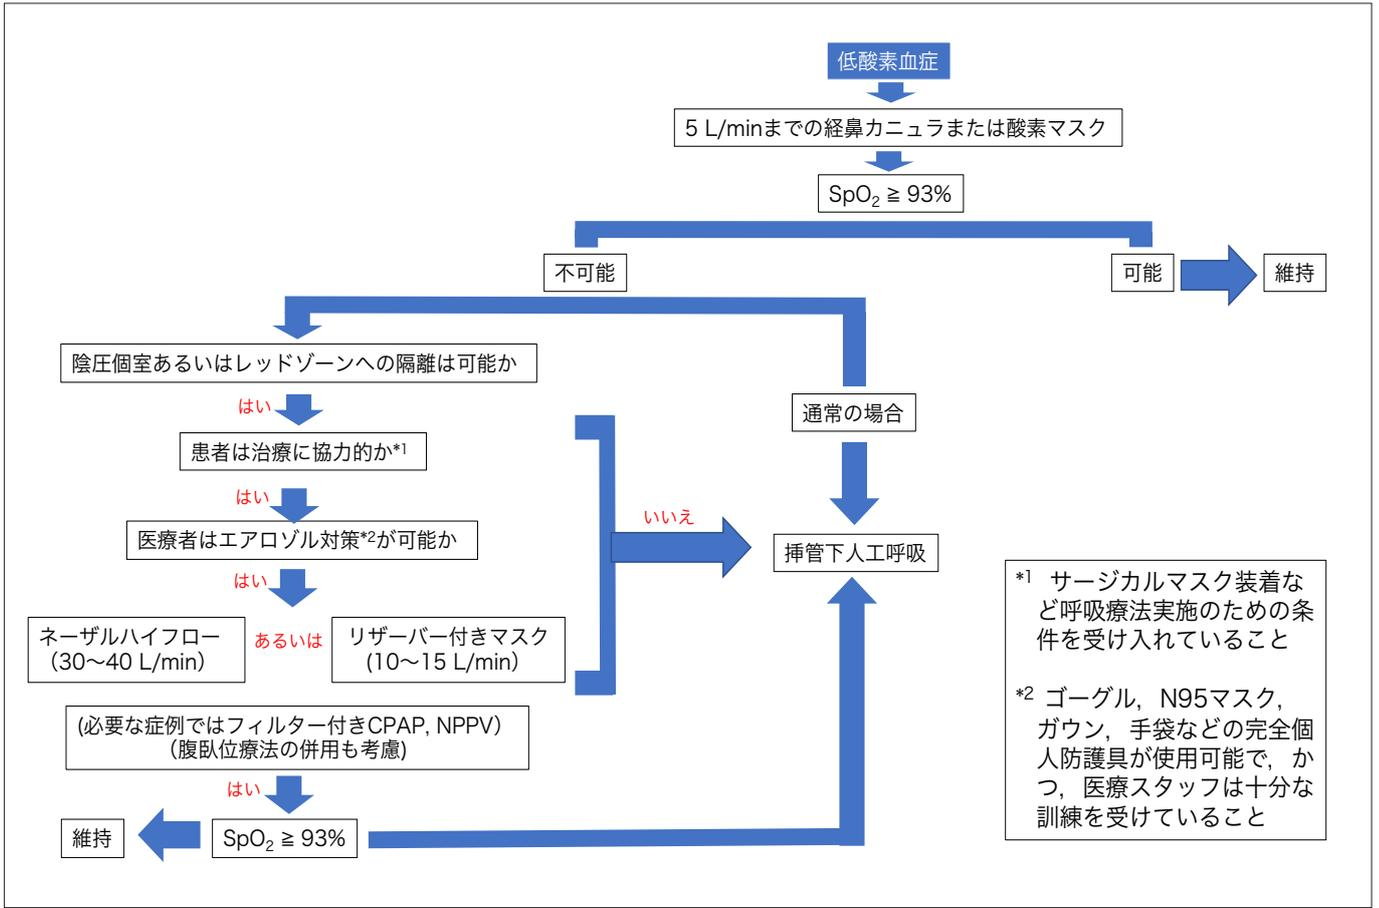 低酸素血症
5 L/minまでの経鼻カニュラまたは酸素マスク
SpO₂ ≧ 93%
不可能
可能
維持
陰圧個室あるいはレッドゾーンへの隔離は可能か
はい
通常の場合
患者は治療に協力的か*1
はい
いいえ
医療者はエアロゾル対策*2が可能か
挿管下人工呼吸
はい
ネーザルハイフロー
（30〜40 L/min）
あるいは
リザーバー付きマスク
(10〜15 L/min）
(必要な症例ではフィルター付きCPAP, NPPV）
（腹臥位療法の併用も考慮)
はい
維持
SpO₂ ≧ 93%
*1 サージカルマスク装着な
ど呼吸療法実施のための条
件を受け入れていること
*2 ゴーグル，N95マスク，
ガウン，手袋などの完全個
人防護具が使用可能で，か
つ，医療スタッフは十分な
訓練を受けていること